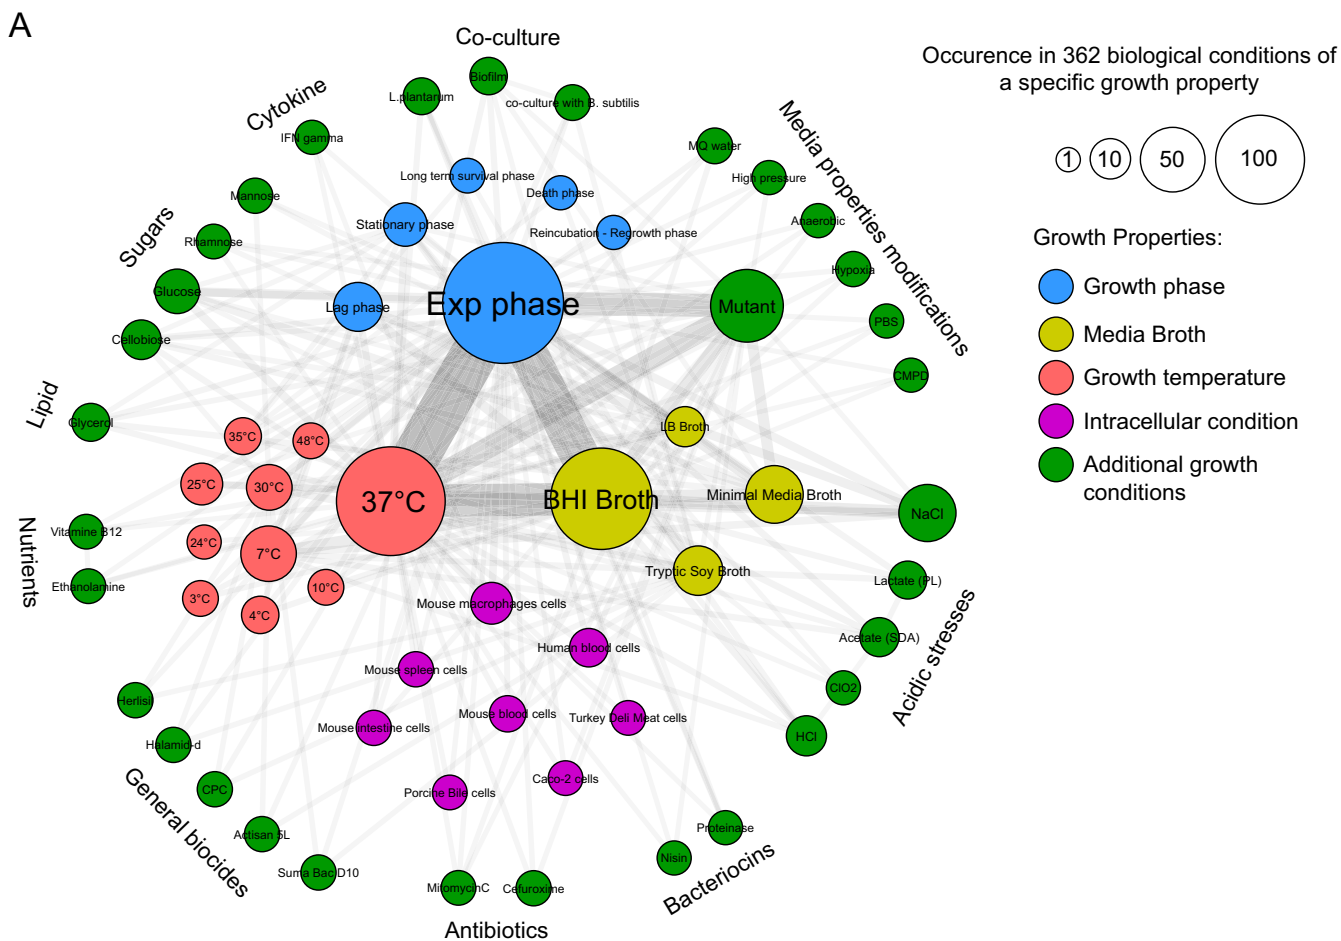 A
Co-culture
Occurence in 362 biological conditions of
a specific growth property
1
10
50
100
Growth Properties:
Growth phase
Media Broth
Growth temperature
Intracellular condition
Additional growth
conditions
Cytokine
Sugars
Lipid
Nutrients
General biocides
Antibiotics
Bacteriocins
Acidic stresses
Media properties modifications
Biofilm
L.plantarum
co-culture with B. subtilis
IFN gamma
Mannose
Rhamnose
Glucose
Cellobiose
Glycerol
Vitamine B12
Ethanolamine
Herlisil
Halamid-d
CPC
Actisan 5L
Suma Bac D10
MitomycinC
Cefuroxime
Nisin
Proteinase
HCl
ClO2
Acetate (SDA)
Lactate (PL)
NaCl
CMPD
PBS
Hypoxia
Anaerobic
High pressure
MQ water
Mutant
Long term survival phase
Death phase
Stationary phase
Reincubation - Regrowth phase
Lag phase
Exp phase
35°C
48°C
25°C
30°C
24°C
7°C
3°C
4°C
10°C
37°C
BHI Broth
LB Broth
Minimal Media Broth
Tryptic Soy Broth
Mouse macrophages cells
Human blood cells
Mouse spleen cells
Mouse blood cells
Turkey Deli Meat cells
Mouse intestine cells
Caco-2 cells
Porcine Bile cells